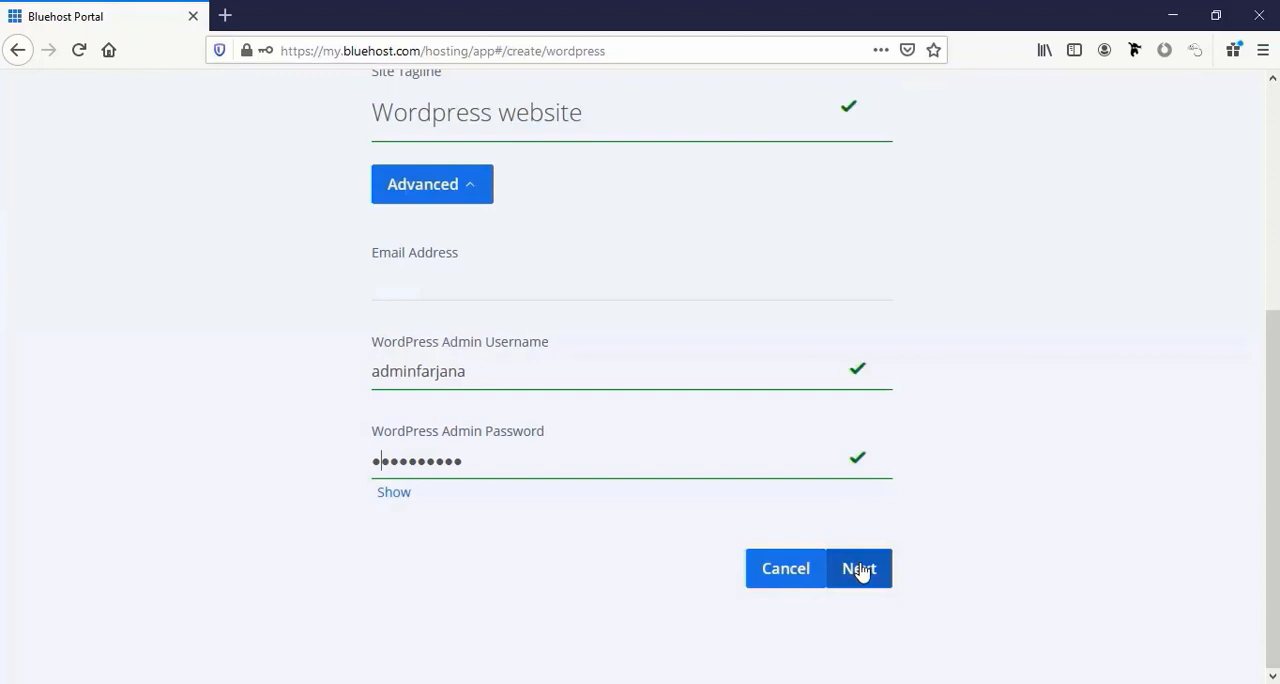 Bluehost Portal
https://my.bluehost.com/hosting/app#/create/wordpress
Site Tagline
Wordpress website
Advanced
Email Address
WordPress Admin Username
adminfarjana
WordPress Admin Password
Show
Cancel Next